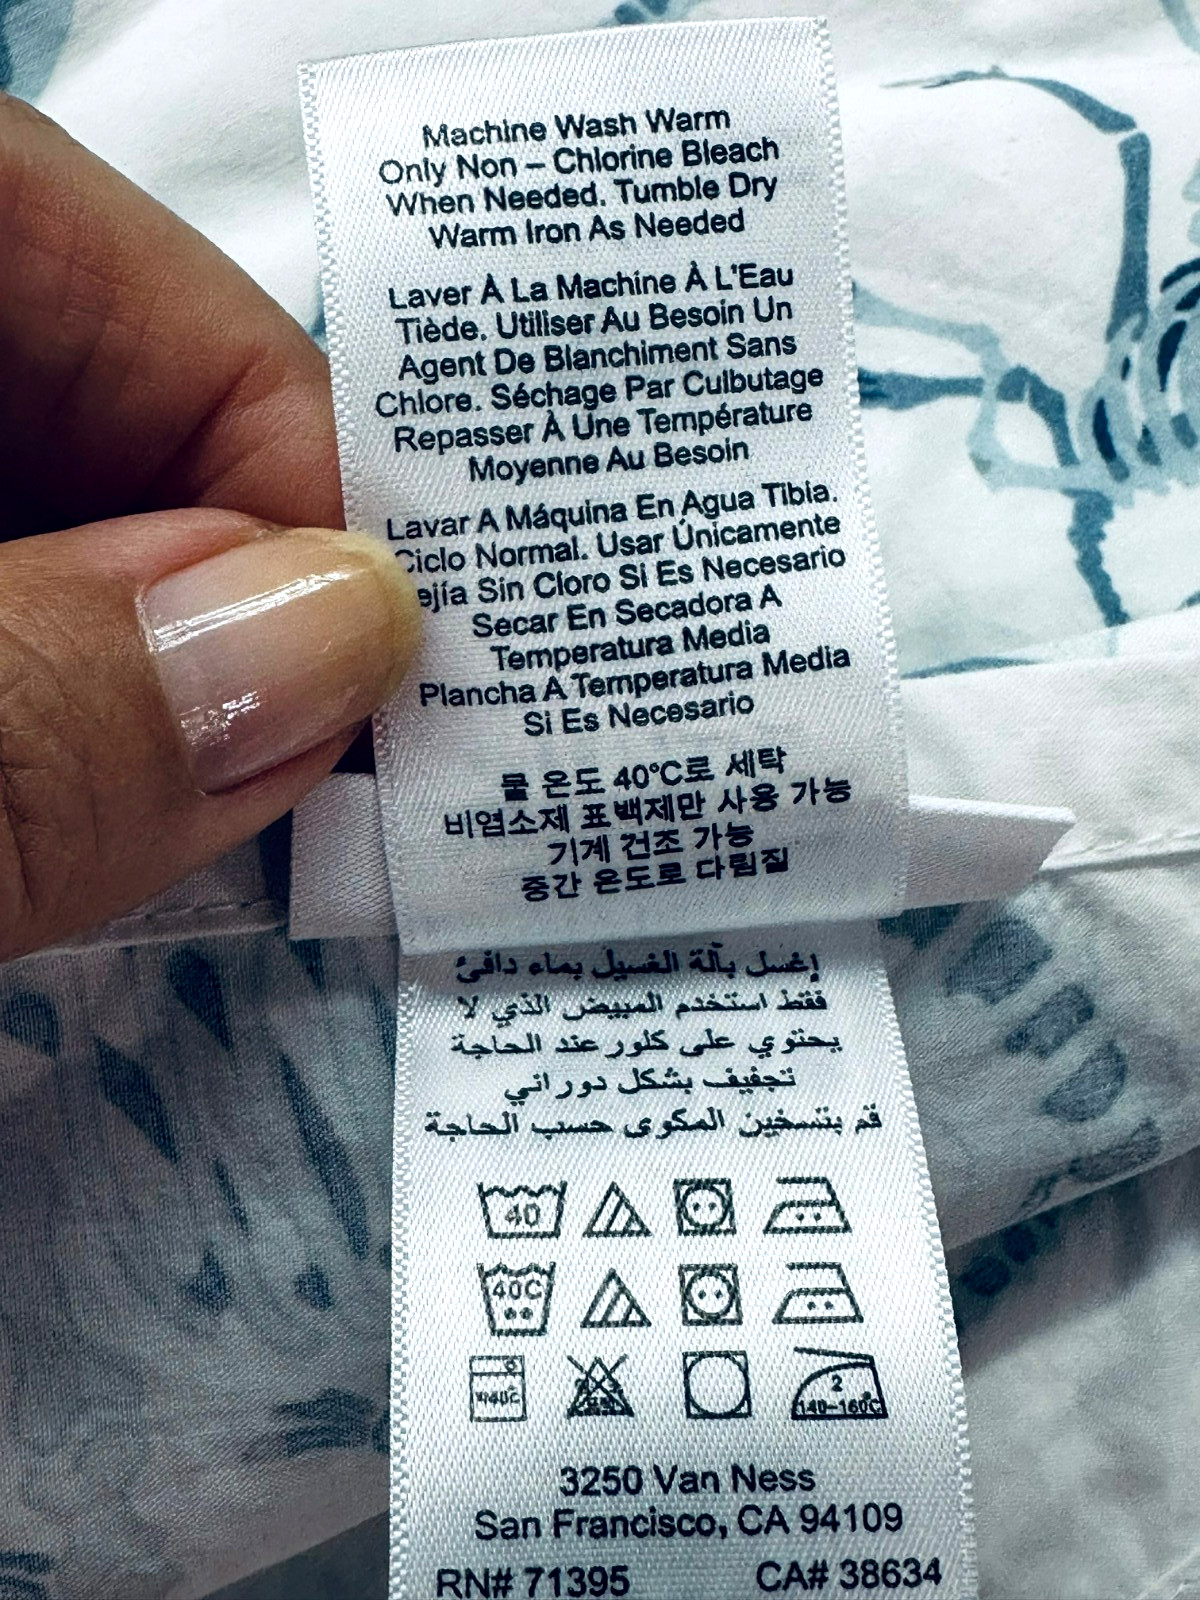 Machine Wash Warm
Only Non – Chlorine Bleach
When Needed. Tumble Dry
Warm Iron As Needed
Laver À La Machine À L'Eau
Tiède. Utiliser Au Besoin Un
Agent De Blanchiment Sans
Chlore. Séchage Par Culbutage
Repasser À Une Température
Moyenne Au Besoin
Lavar A Máquina En Agua Tibia.
Ciclo Normal. Usar Únicamente
ejía Sin Cloro Si Es Necesario
Secar En Secadora A
Temperatura Media
Plancha A Temperatura Media
Si Es Necesario
물 온도 40°C로 세탁
비염소제 표백제만 사용 가능
기계 건조 가능
중간 온도로 다림질
إغسل بآلة الغسيل بماء دافئ
فقط استخدم المبيض الذي لا
يحتوي على كلور عند الحاجة
تجفيف بشكل دوراني
قم بتسخين المكوى حسب الحاجة
40
40C
2
140–160°C
3250 Van Ness
San Francisco, CA 94109
RN# 71395 CA# 38634